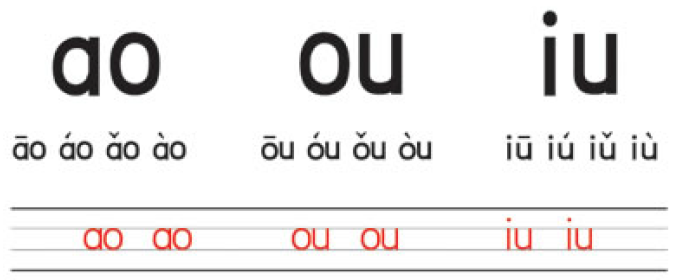 ao ou iu
āo áo ǎo ào ōu óu ǒu òu iū iú iǔ iù
ao ao ou ou iu iu